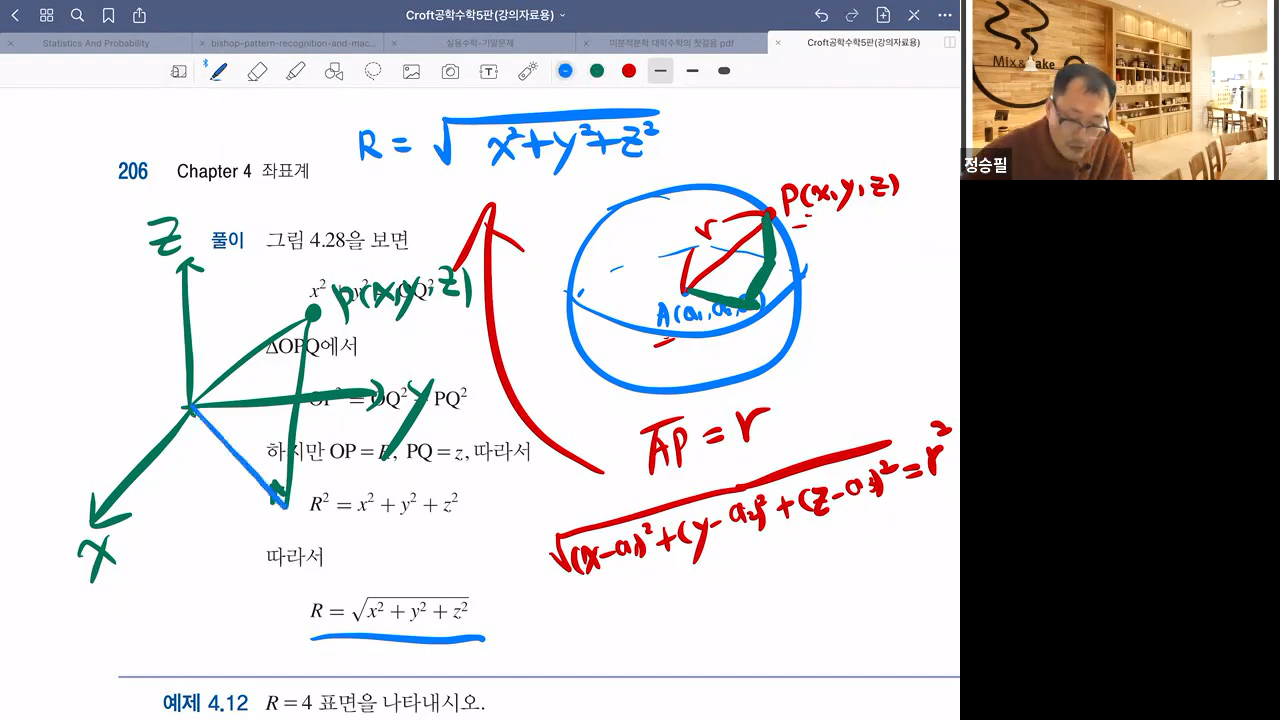 Croft공학수학5판(강의자료용)
Statistics And Probability
bishop-pattern-recognition-and-mac...
실용수학-기말문제
미분적분학 대학수학의 첫걸음.pdf
Croft공학수학5판(강의자료용)
Mix&
정승필
R = √x²+y²+z²
206 Chapter 4 좌표계
P(x,y,z)
r
z
풀이 그림 4.28을 보면
P(x,y,z)
A(a₁,
△OPQ에서
y
OP² = OQ² PQ²
AP = r
하지만 OP = R, PQ = z, 따라서
√(x-a₁)²+(y-a₂)²+(z-a₃)² = r²
R² = x² + y² + z²
x
따라서
R = √x² + y² + z²
예제 4.12 R = 4 표면을 나타내시오.